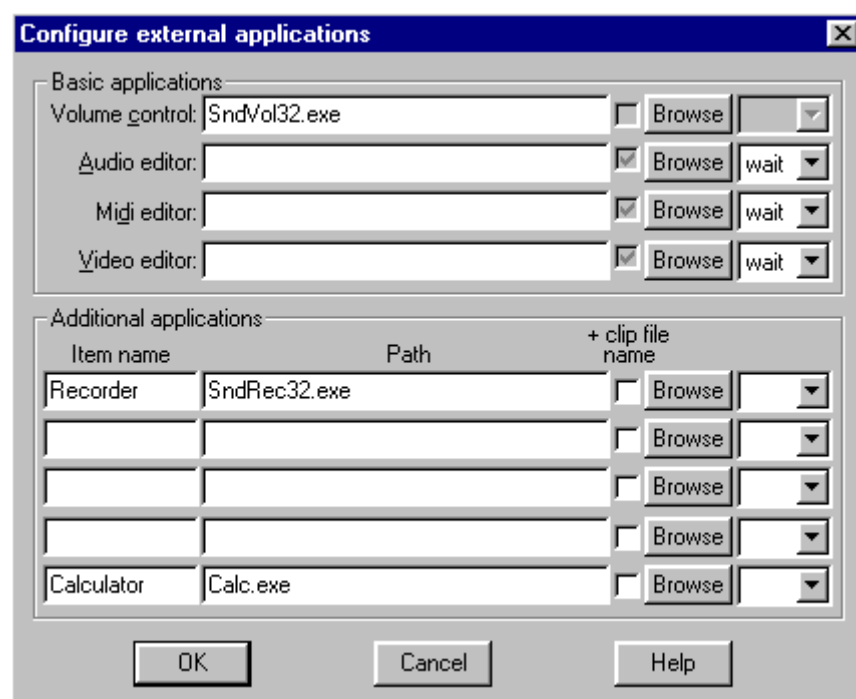 Configure external applications
Basic applications
Volume control: SndVol32.exe Browse
Audio editor: Browse wait
Midi editor: Browse wait
Video editor: Browse wait
Additional applications
+ clip file
Item name Path name
Recorder SndRec32.exe Browse
Browse
Browse
Browse
Calculator Calc.exe Browse
OK Cancel Help